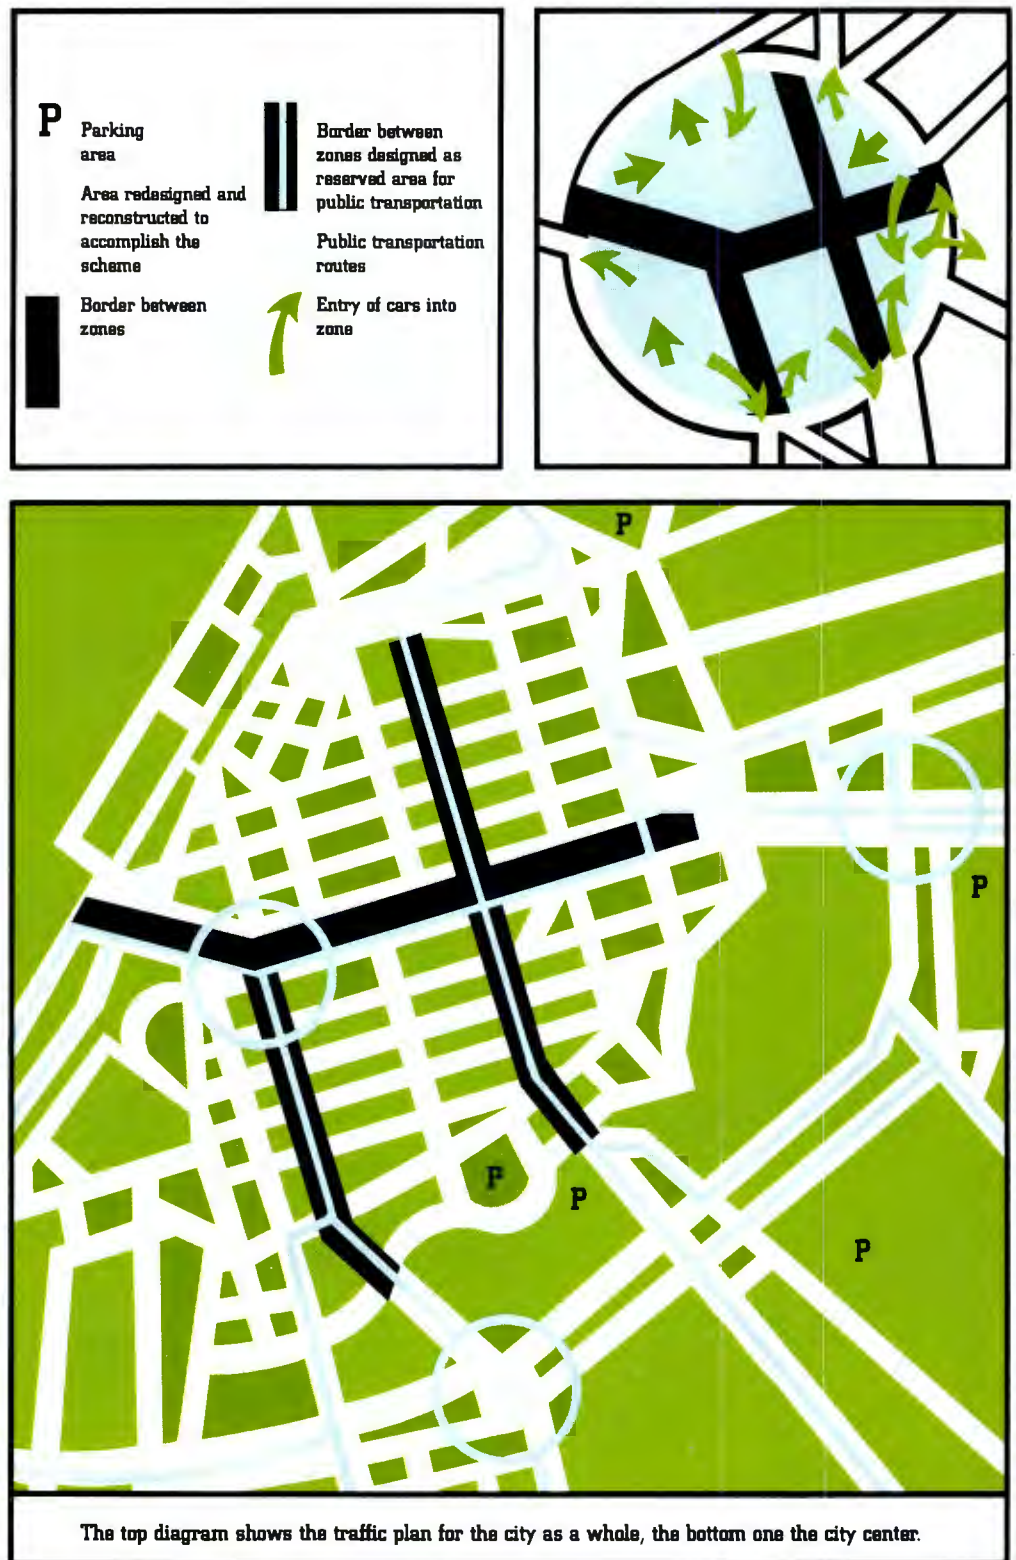 P
Parking
area
Area redesigned and
reconstructed to
accomplish the
scheme
Border between
zones
Border between
zones designed as
reserved area for
public transportation
Public transportation
routes
Entry of cars into
zone
P
P
P
P
P
The top diagram shows the traffic plan for the city as a whole, the bottom one the city center.